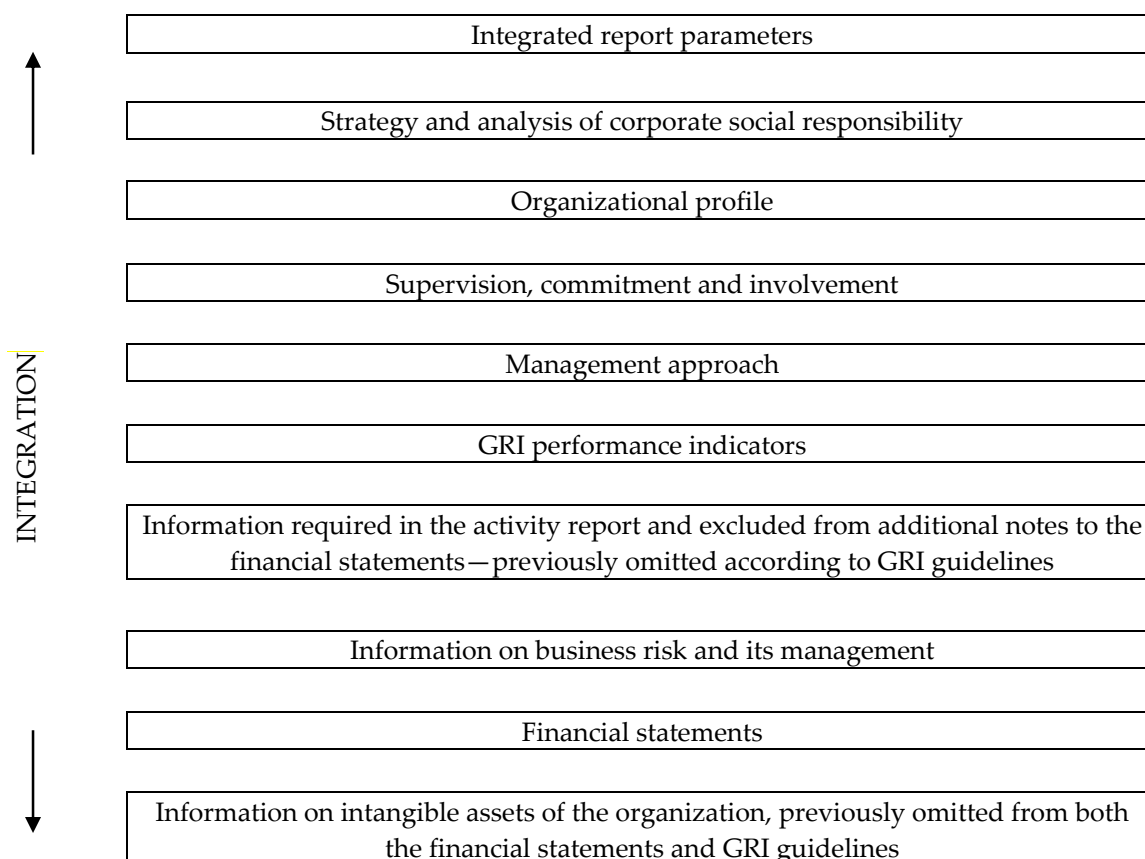 Integrated report parameters
Strategy and analysis of corporate social responsibility
Organizational profile
Supervision, commitment and involvement
Management approach
INTEGRATION
GRI performance indicators
Information required in the activity report and excluded from additional notes to the
financial statements—previously omitted according to GRI guidelines
Information on business risk and its management
Financial statements
Information on intangible assets of the organization, previously omitted from both
the financial statements and GRI guidelines